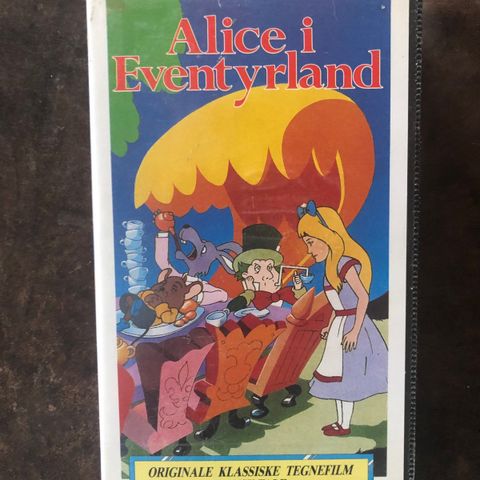 Alice i
Eventyrland
ORIGINALE KLASSISKE TEGNEFILM